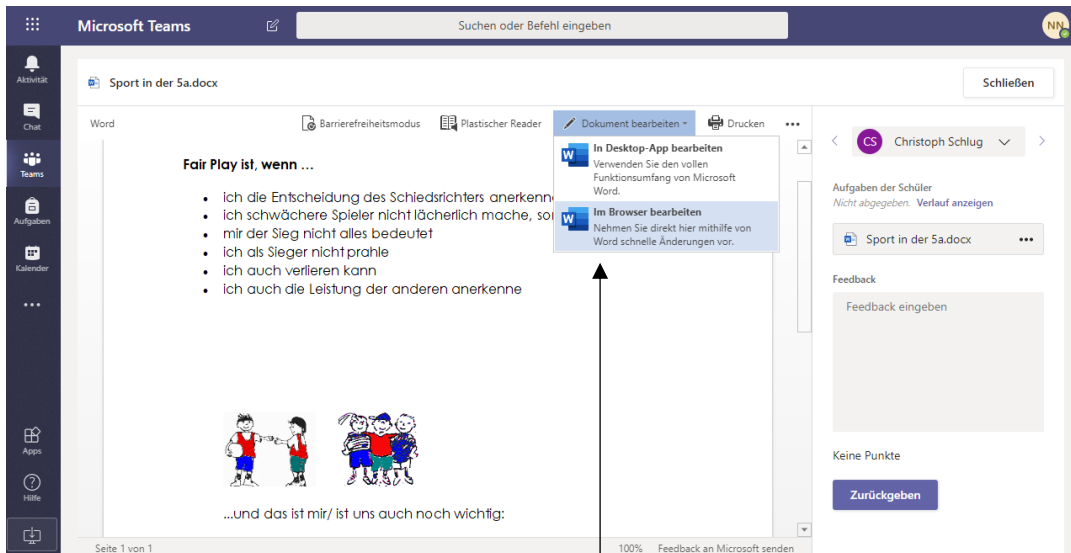 Microsoft Teams
Suchen oder Befehl eingeben
NN
Aktivität
Chat
Teams
Aufgaben
Kalender
Apps
Hilfe
Sport in der 5a.docx
Schließen
Word
Barrierefreiheitsmodus
Plastischer Reader
Dokument bearbeiten
Drucken
In Desktop-App bearbeiten
Verwenden Sie den vollen
Funktionsumfang von Microsoft
Word.
Im Browser bearbeiten
Nehmen Sie direkt hier mithilfe von
Word schnelle Änderungen vor.
Fair Play ist, wenn ...
ich die Entscheidung des Schiedsrichters anerkenn
ich schwächere Spieler nicht lächerlich mache, so
mir der Sieg nicht alles bedeutet
ich als Sieger nicht prahle
ich auch verlieren kann
ich auch die Leistung der anderen anerkenne
...und das ist mir/ ist uns auch noch wichtig:
Seite 1 von 1
100% Feedback an Microsoft senden
CS Christoph Schlug
Aufgaben der Schüler
Nicht abgegeben. Verlauf anzeigen
Sport in der 5a.docx
Feedback
Feedback eingeben
Keine Punkte
Zurückgeben